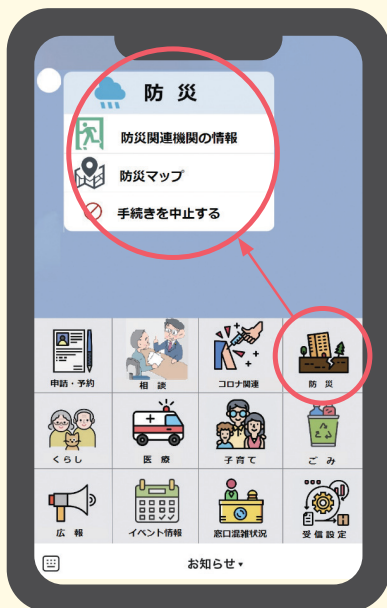 防災
防災関連機関の情報
防災マップ
手続きを中止する
申請・予約
相談
コロナ関連
防災
くらし
医療
子育て
ごみ
広報
イベント情報
窓口混雑状況
受信設定
お知らせ▾